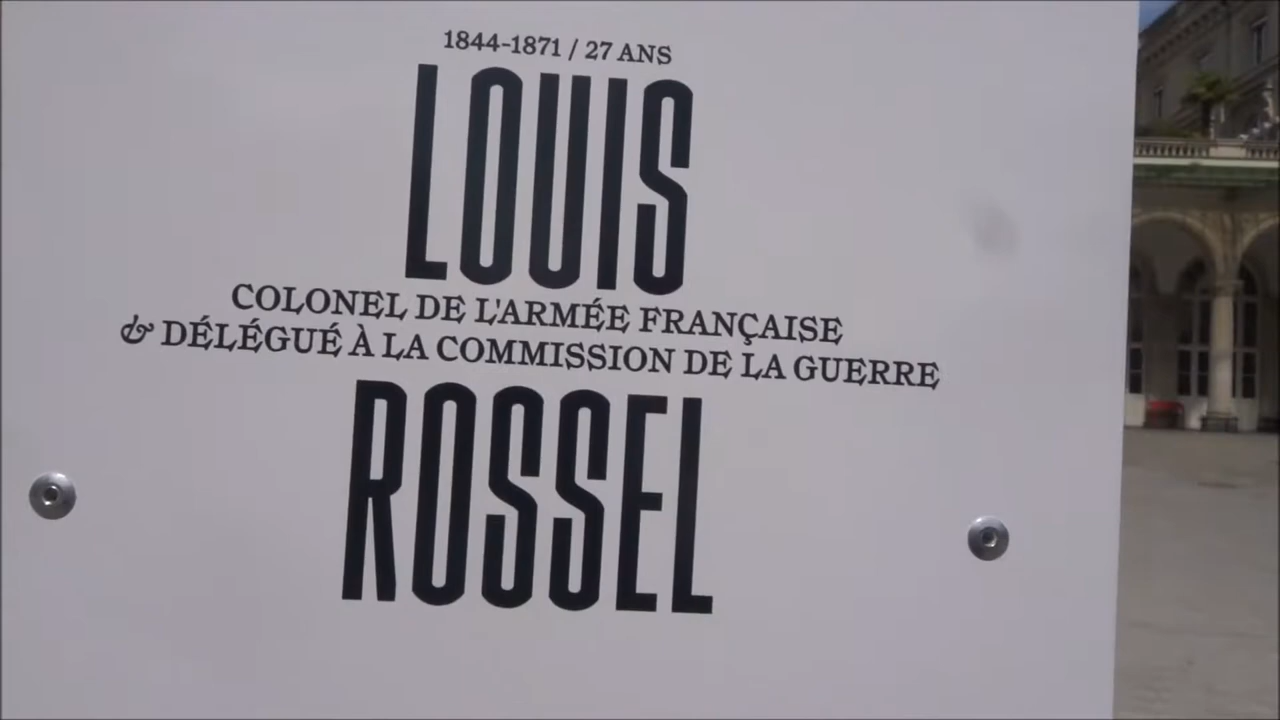 1844-1871 / 27 ANS
LOUIS
COLONEL DE L'ARMÉE FRANÇAISE
& DÉLÉGUÉ À LA COMMISSION DE LA GUERRE
ROSSEL